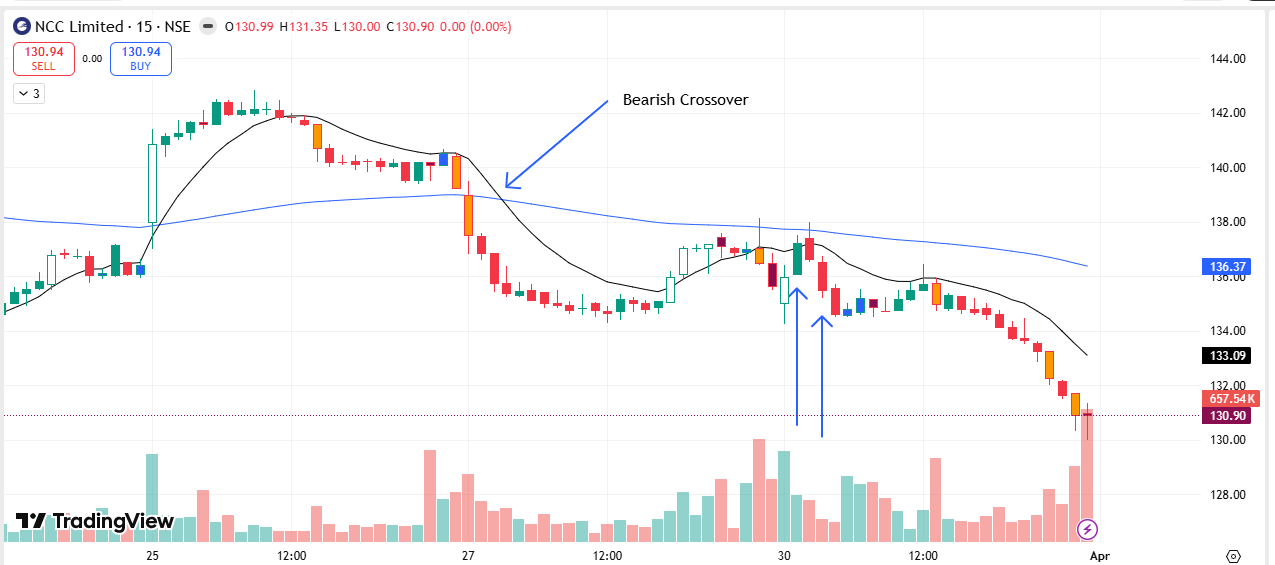 NCC Limited · 15 · NSE O130.99 H131.35 L130.00 C130.90 0.00 (0.00%)
130.94 0.00 130.94
SELL BUY
3
Bearish Crossover
144.00
142.00
140.00
138.00
136.37
136.00
134.00
133.09
132.00
657.54K
130.90
130.00
128.00
TradingView
25 12:00 27 12:00 30 12:00 Apr